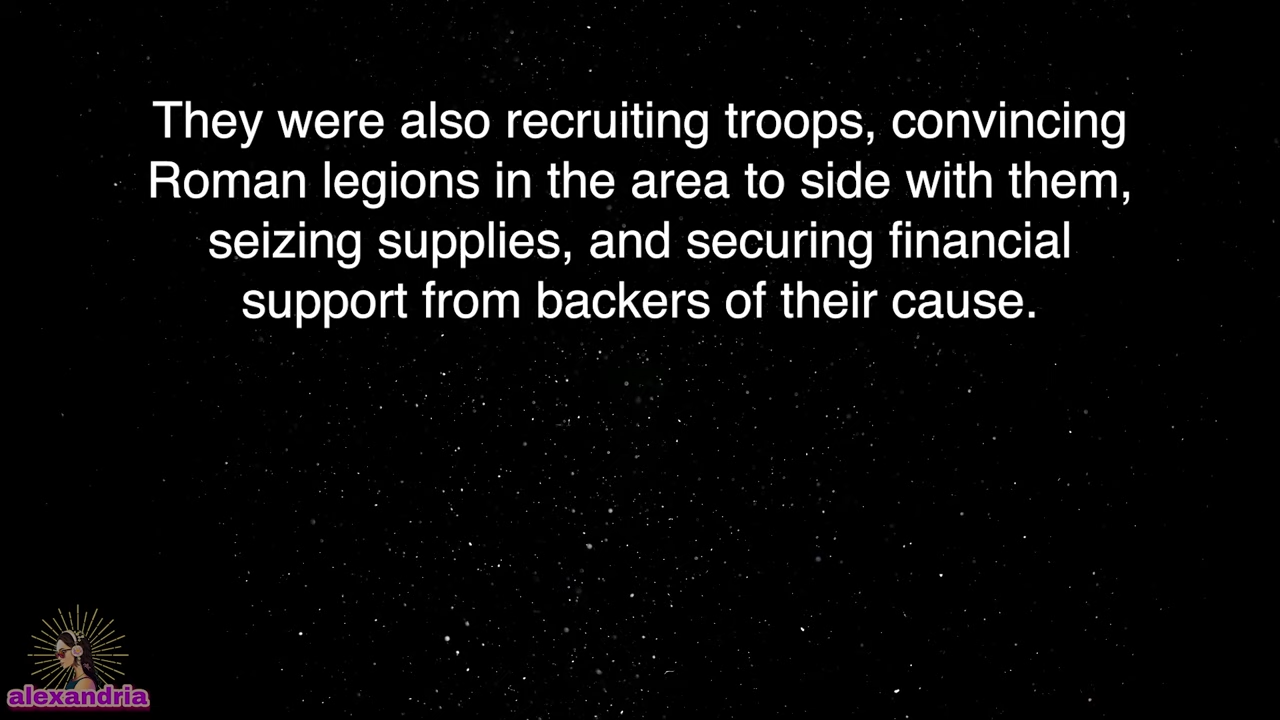 They were also recruiting troops, convincing
Roman legions in the area to side with them,
seizing supplies, and securing financial
support from backers of their cause.
alexandria